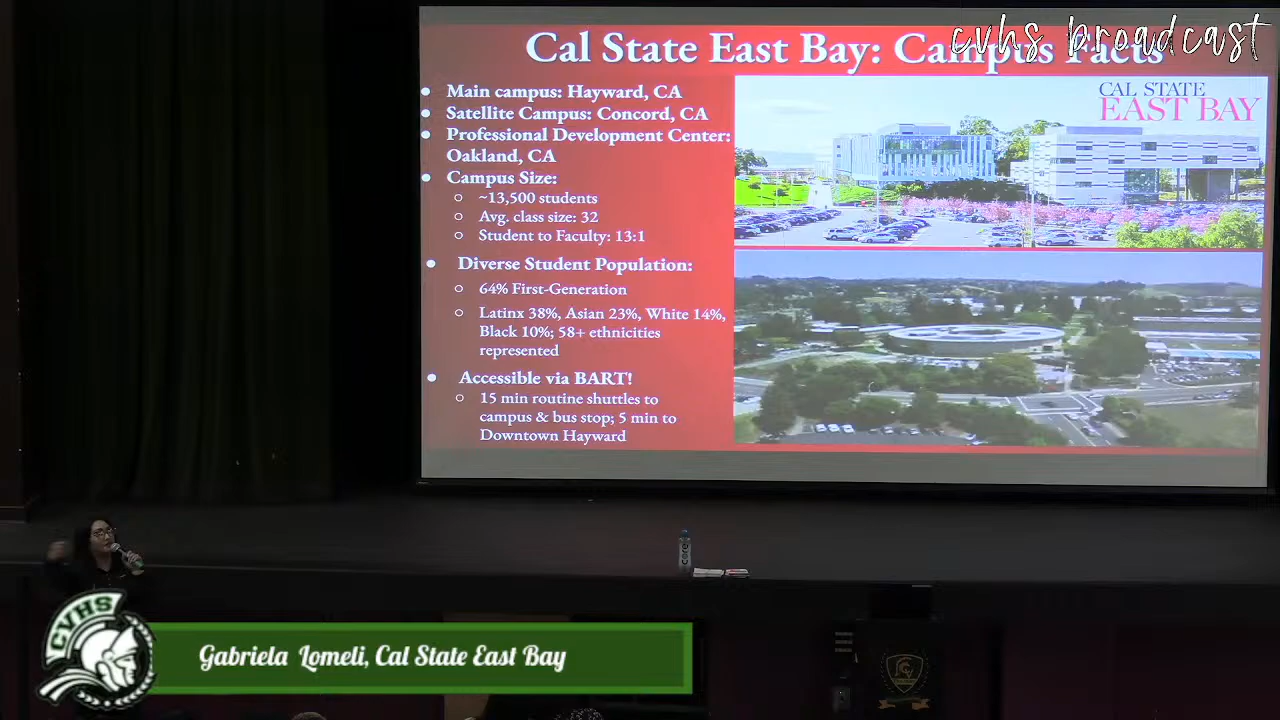 cvhs broadcast
Cal State East Bay: Campus Facts
Main campus: Hayward, CA
Satellite Campus: Concord, CA
Professional Development Center:
Oakland, CA
Campus Size:
~13,500 students
Avg. class size: 32
Student to Faculty: 13:1
Diverse Student Population:
64% First-Generation
Latinx 38%, Asian 23%, White 14%,
Black 10%; 58+ ethnicities
represented
Accessible via BART!
15 min routine shuttles to
campus & bus stop; 5 min to
Downtown Hayward
CAL STATE
EAST BAY
core
CVHS
Gabriela Lomeli, Cal State East Bay